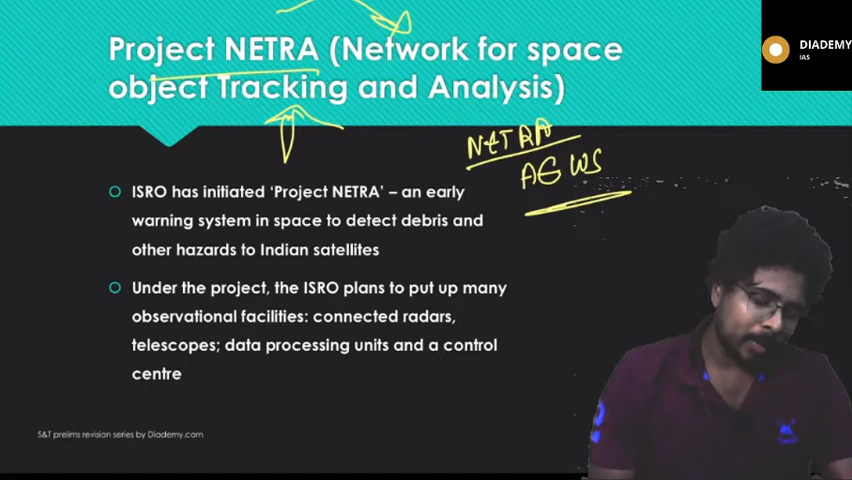 Project NETRA (Network for space
object Tracking and Analysis)
DIADEMY
IAS
NETRA
AEWS
ISRO has initiated ‘Project NETRA’ – an early
warning system in space to detect debris and
other hazards to Indian satellites
Under the project, the ISRO plans to put up many
observational facilities: connected radars,
telescopes; data processing units and a control
centre
S&T prelims revision series by Diademy.com